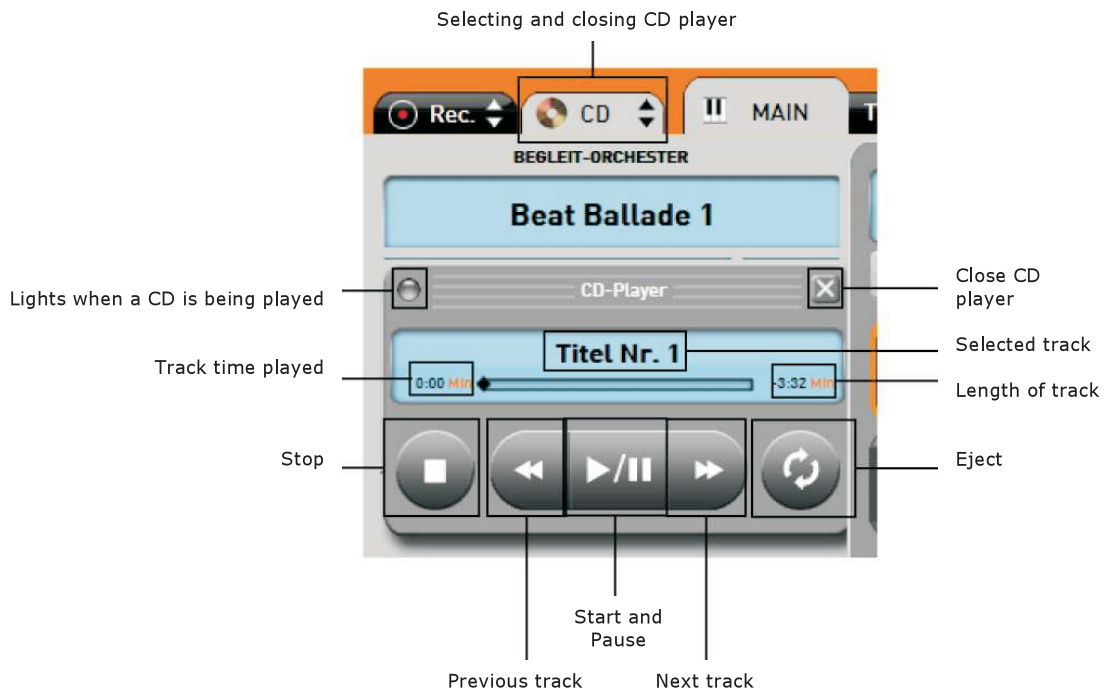 Selecting and closing CD player
Rec.
CD
MAIN
BEGLEIT-ORCHESTER
Beat Ballade 1
Lights when a CD is being played
CD-Player
Close CD
player
Titel Nr. 1
Selected track
Track time played
0:00 Min
-3:32 Min
Length of track
Stop
Eject
Start and
Pause
Previous track
Next track